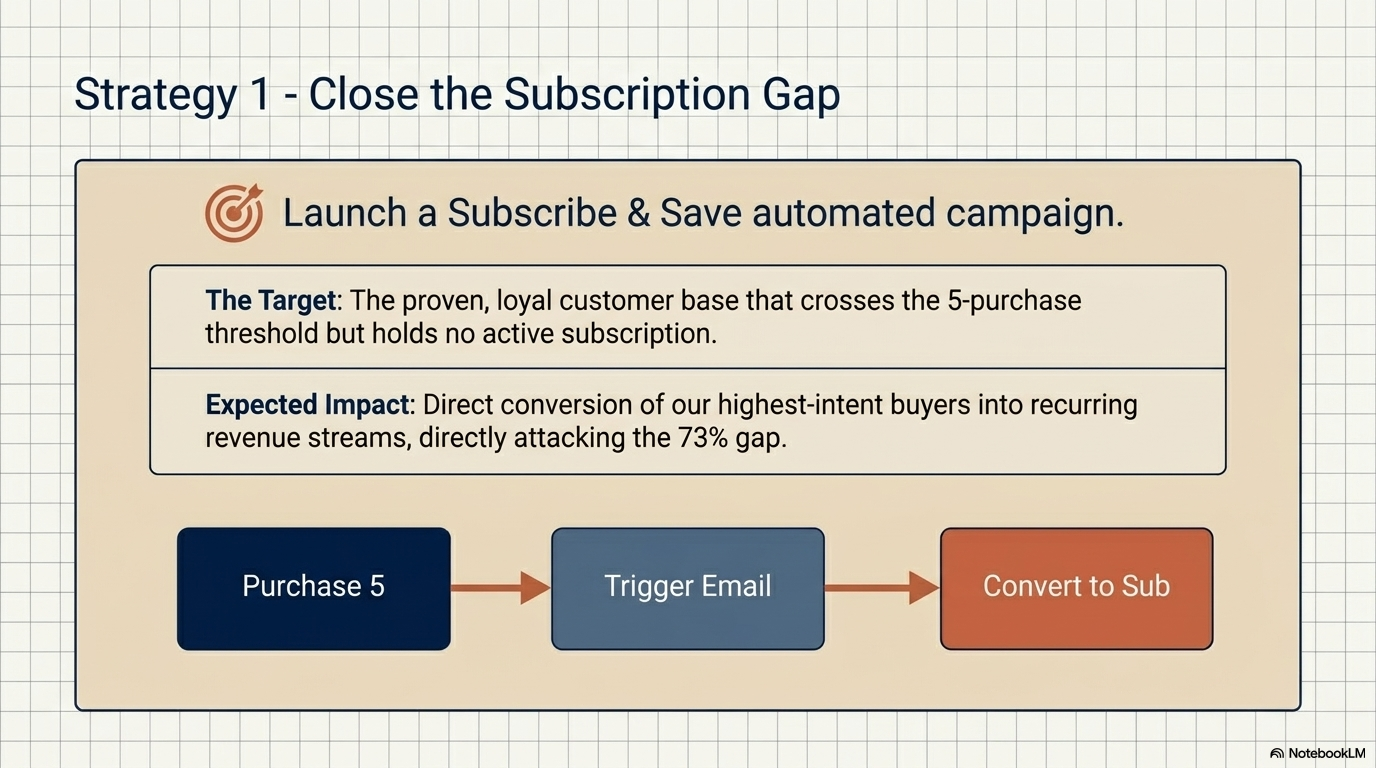 Strategy 1 - Close the Subscription Gap
Launch a Subscribe & Save automated campaign.
The Target: The proven, loyal customer base that crosses the 5-purchase
threshold but holds no active subscription.
Expected Impact: Direct conversion of our highest-intent buyers into recurring
revenue streams, directly attacking the 73% gap.
Purchase 5
Trigger Email
Convert to Sub
NotebookLM